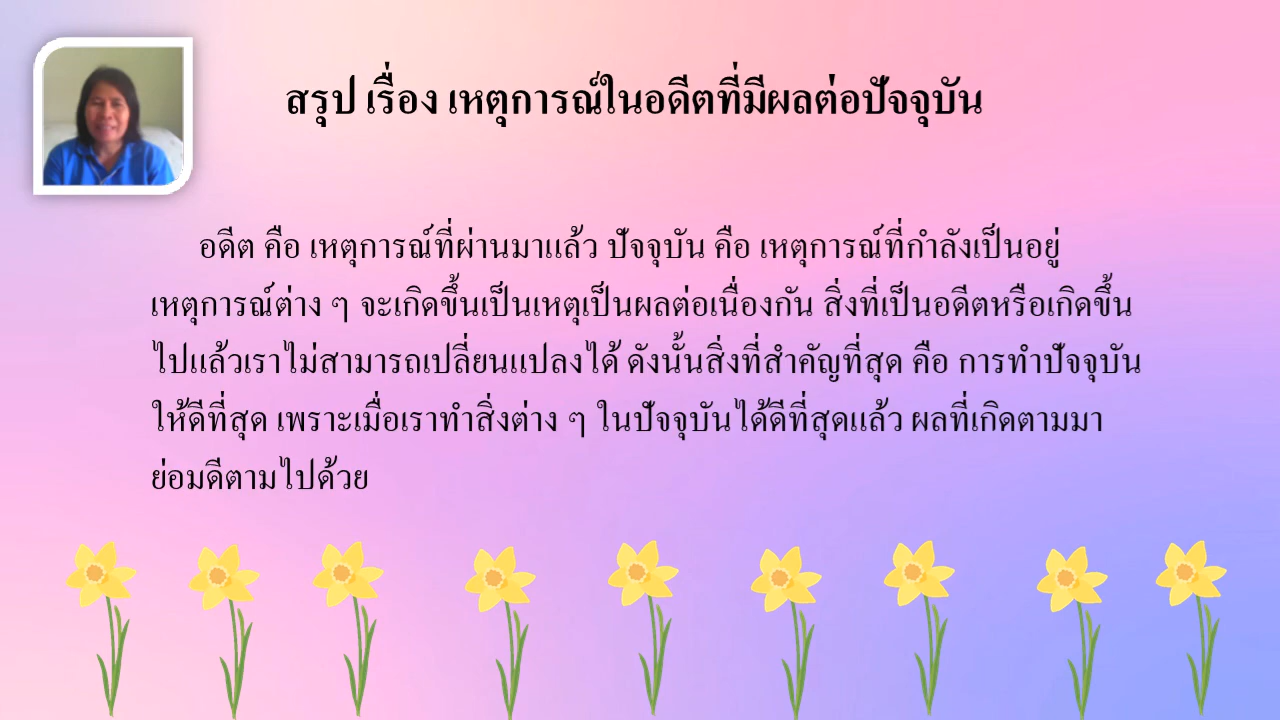 สรุป เรื่อง เหตุการณ์ในอดีตที่มีผลต่อปัจจุบัน
อดีต คือ เหตุการณ์ที่ผ่านมาแล้ว ปัจจุบัน คือ เหตุการณ์ที่กำลังเป็นอยู่
เหตุการณ์ต่าง ๆ จะเกิดขึ้นเป็นเหตุเป็นผลต่อเนื่องกัน สิ่งที่เป็นอดีตหรือเกิดขึ้น
ไปแล้วเราไม่สามารถเปลี่ยนแปลงได้ ดังนั้นสิ่งที่สำคัญที่สุด คือ การทำปัจจุบัน
ให้ดีที่สุด เพราะเมื่อเราทำสิ่งต่าง ๆ ในปัจจุบันได้ดีที่สุดแล้ว ผลที่เกิดตามมา
ย่อมดีตามไปด้วย